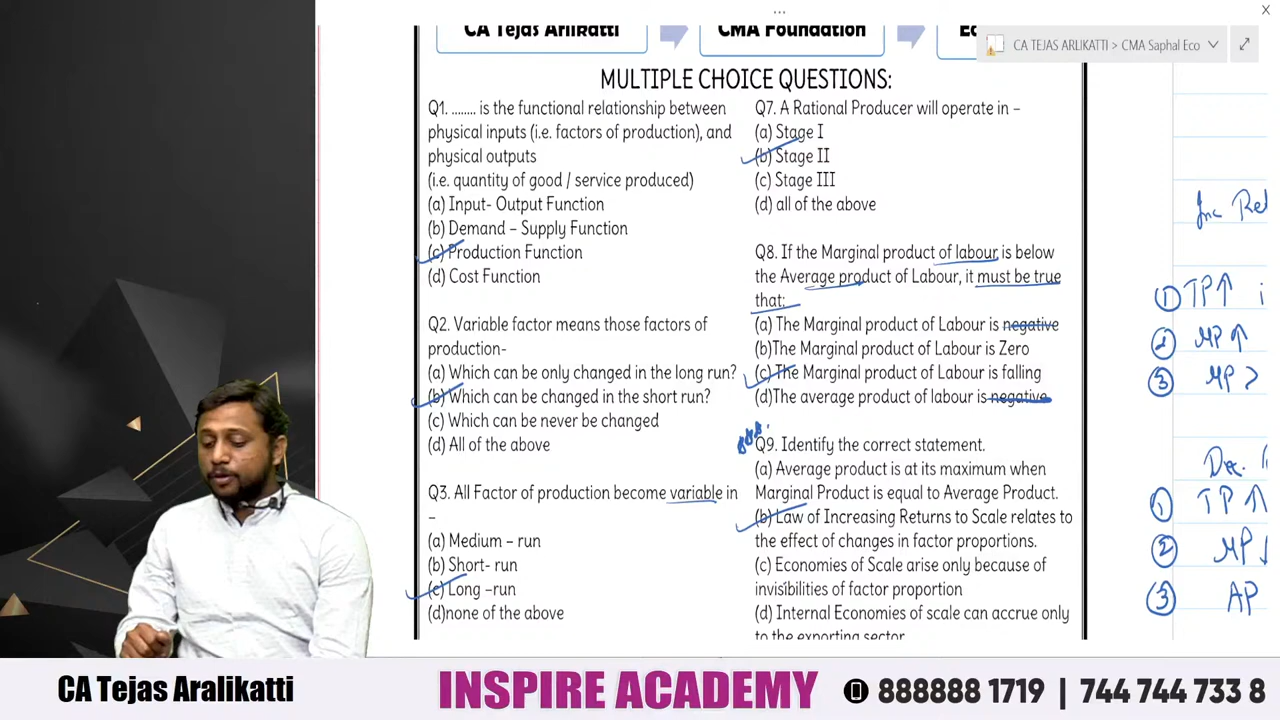 CA Tejas Arlikatti
CMA Foundation
CA TEJAS ARLIKATTI > CMA Saphal Eco
MULTIPLE CHOICE QUESTIONS:
Q1. ........ is the functional relationship between
physical inputs (i.e. factors of production), and
physical outputs
(i.e. quantity of good / service produced)
(a) Input- Output Function
(b) Demand – Supply Function
(c) Production Function
(d) Cost Function
Q2. Variable factor means those factors of
production-
(a) Which can be only changed in the long run?
(b) Which can be changed in the short run?
(c) Which can be never be changed
(d) All of the above
Q3. All Factor of production become variable in
–
(a) Medium – run
(b) Short- run
(c) Long –run
(d)none of the above
Q7. A Rational Producer will operate in –
(a) Stage I
(b) Stage II
(c) Stage III
(d) all of the above
Q8. If the Marginal product of labour is below
the Average product of Labour, it must be true
that:
(a) The Marginal product of Labour is negative
(b)The Marginal product of Labour is Zero
(c) The Marginal product of Labour is falling
(d)The average product of labour is negative
Q9. Identify the correct statement.
(a) Average product is at its maximum when
Marginal Product is equal to Average Product.
(b) Law of Increasing Returns to Scale relates to
the effect of changes in factor proportions.
(c) Economies of Scale arise only because of
invisibilities of factor proportion
(d) Internal Economies of scale can accrue only
to the exporting sector
Inc Ret
① TP↑ i
② MP↑
③ MP >
Dec.
① TP↑
② MP↓
③ AP
CA Tejas Aralikatti
INSPIRE ACADEMY
888888 1719 | 744 744 733 8